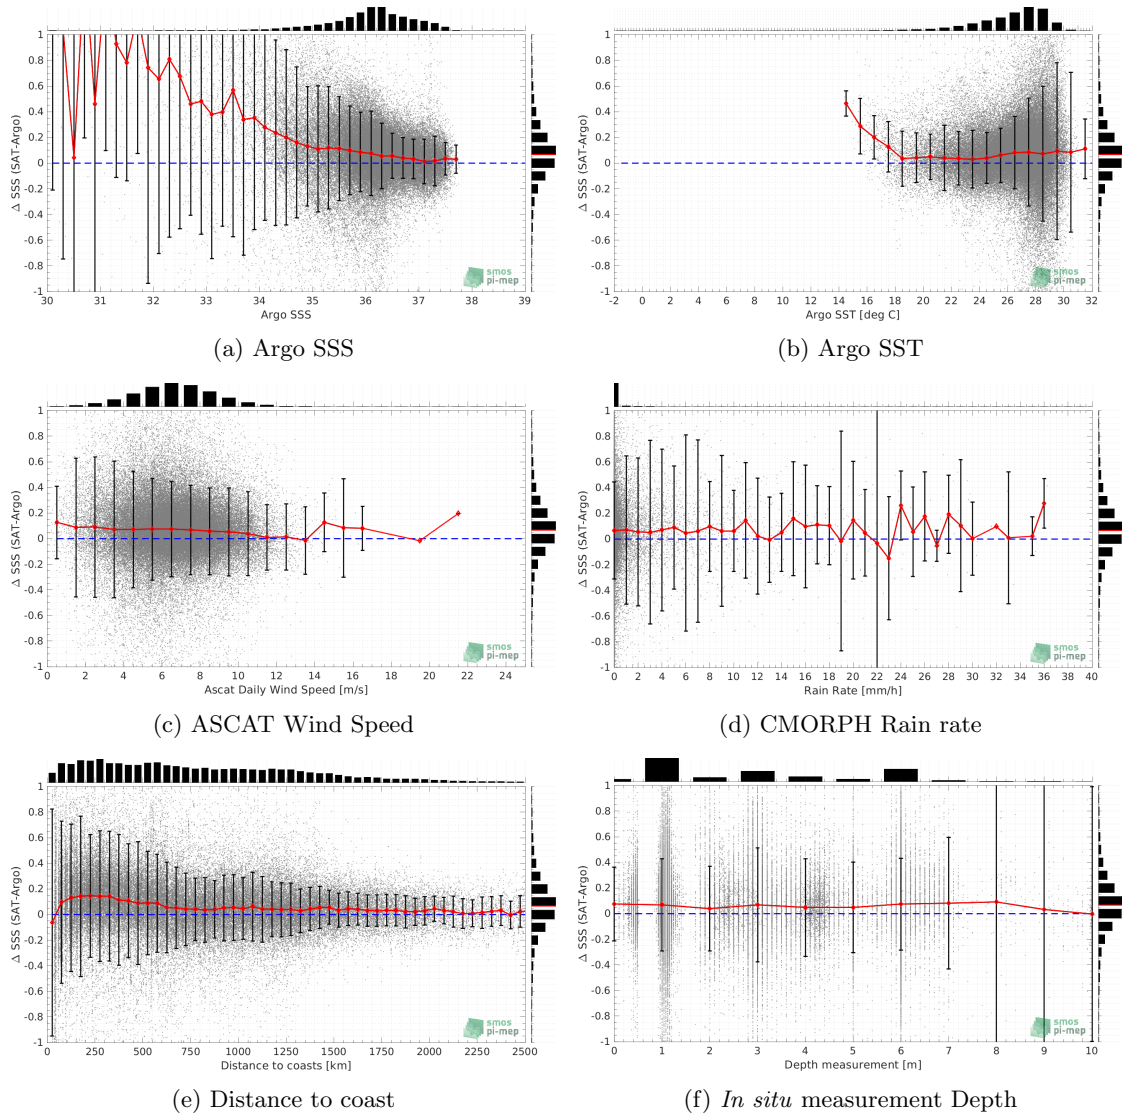 1
0.8
0.6
0.4
0.2
0
-0.2
-0.4
-0.6
-0.8
-1
Δ SSS (SAT-Argo)
30 31 32 33 34 35 36 37 38 39
Argo SSS
smos
pi-mep
(a) Argo SSS
1
0.8
0.6
0.4
0.2
0
-0.2
-0.4
-0.6
-0.8
-1
Δ SSS (SAT-Argo)
-2 0 2 4 6 8 10 12 14 16 18 20 22 24 26 28 30 32
Argo SST [deg C]
smos
pi-mep
(b) Argo SST
1
0.8
0.6
0.4
0.2
0
-0.2
-0.4
-0.6
-0.8
-1
Δ SSS (SAT-Argo)
0 2 4 6 8 10 12 14 16 18 20 22 24
Ascat Daily Wind Speed [m/s]
smos
pi-mep
(c) ASCAT Wind Speed
1
0.8
0.6
0.4
0.2
0
-0.2
-0.4
-0.6
-0.8
-1
Δ SSS (SAT-Argo)
0 2 4 6 8 10 12 14 16 18 20 22 24 26 28 30 32 34 36 38 40
Rain Rate [mm/h]
smos
pi-mep
(d) CMORPH Rain rate
1
0.8
0.6
0.4
0.2
0
-0.2
-0.4
-0.6
-0.8
-1
Δ SSS (SAT-Argo)
0 250 500 750 1000 1250 1500 1750 2000 2250 2500
Distance to coasts [km]
smos
pi-mep
(e) Distance to coast
1
0.8
0.6
0.4
0.2
0
-0.2
-0.4
-0.6
-0.8
-1
Δ SSS (SAT-Argo)
0 1 2 3 4 5 6 7 8 9 10
Depth measurement [m]
smos
pi-mep
(f) In situ measurement Depth